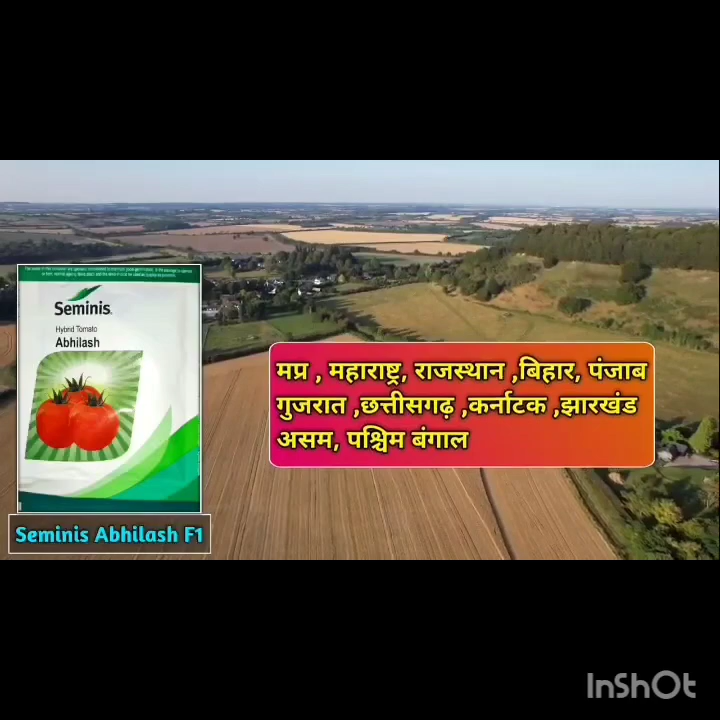 Seminis
Hybrid Tomato
Abhilash
Seminis Abhilash F1
मप्र , महाराष्ट्र, राजस्थान ,बिहार, पंजाब
गुजरात ,छत्तीसगढ़ ,कर्नाटक ,झारखंड
असम, पश्चिम बंगाल
InShOt